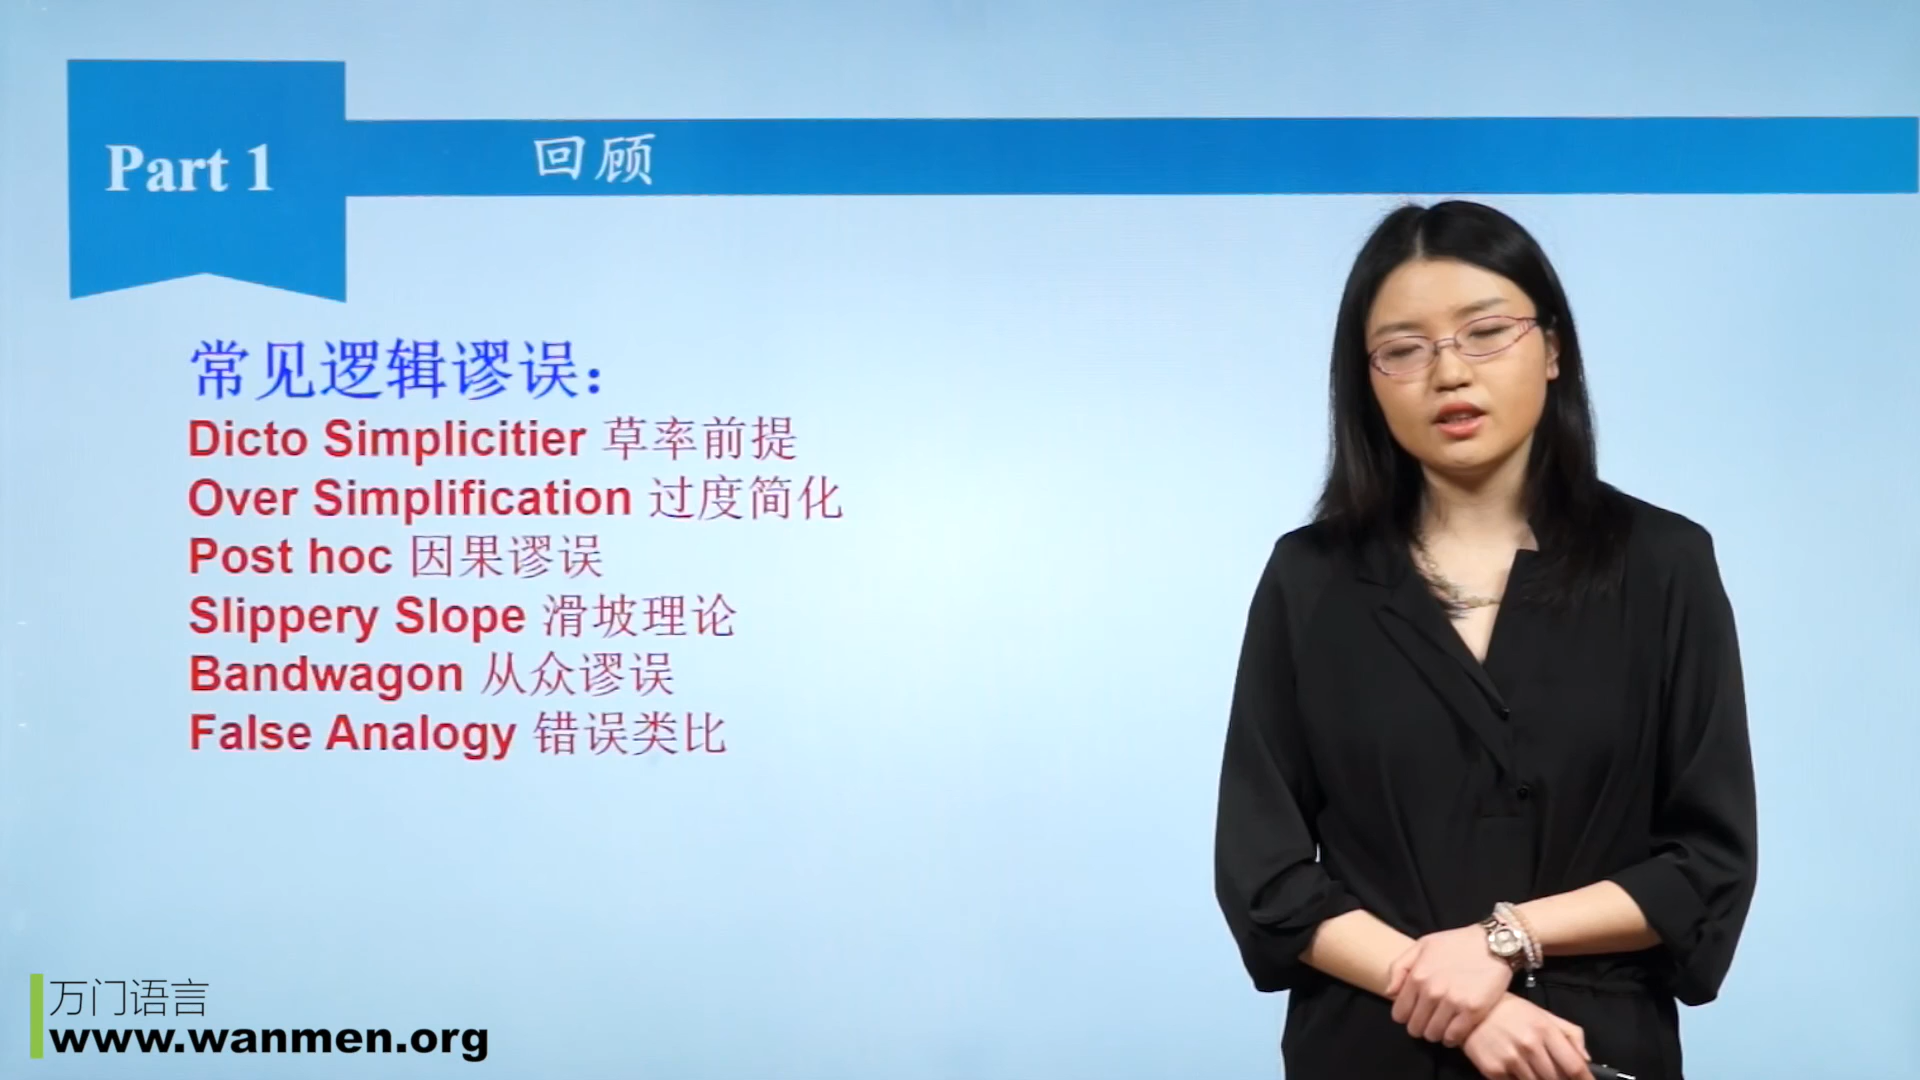 Part 1
回顾
常见逻辑谬误：
Dicto Simplicitier 草率前提
Over Simplification 过度简化
Post hoc 因果谬误
Slippery Slope 滑坡理论
Bandwagon 从众谬误
False Analogy 错误类比
万门语言
www.wanmen.org